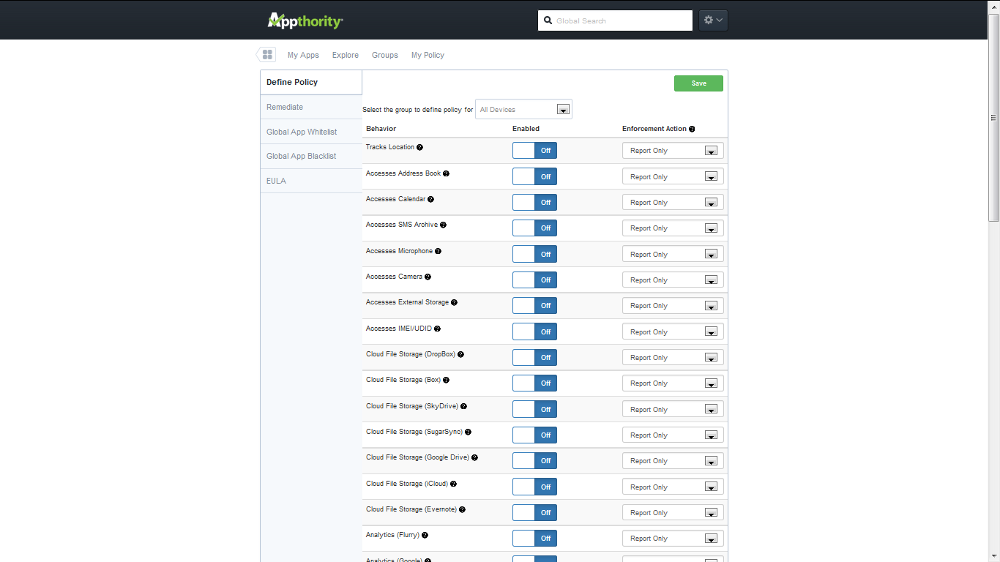 Appthority
Global Search
My Apps Explore Groups My Policy
Define Policy
Save
Remediate
Global App Whitelist
Global App Blacklist
EULA
Select the group to define policy for All Devices
Behavior Enabled Enforcement Action
Tracks Location Off Report Only
Accesses Address Book Off Report Only
Accesses Calendar Off Report Only
Accesses SMS Archive Off Report Only
Accesses Microphone Off Report Only
Accesses Camera Off Report Only
Accesses External Storage Off Report Only
Accesses IMEI/UDID Off Report Only
Cloud File Storage (DropBox) Off Report Only
Cloud File Storage (Box) Off Report Only
Cloud File Storage (SkyDrive) Off Report Only
Cloud File Storage (SugarSync) Off Report Only
Cloud File Storage (Google Drive) Off Report Only
Cloud File Storage (iCloud) Off Report Only
Cloud File Storage (Evernote) Off Report Only
Analytics (Flurry) Off Report Only
Analytics (Google)